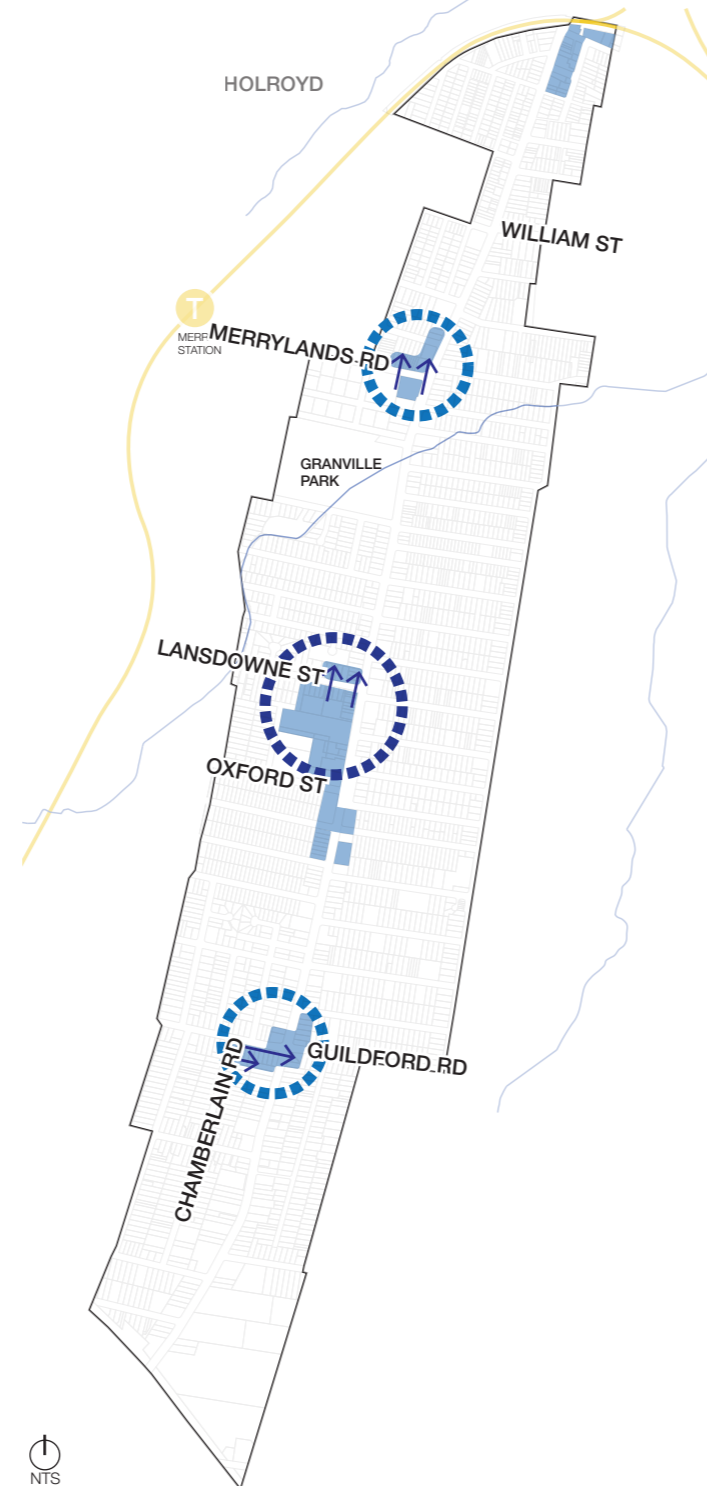 HOLROYD
WILLIAM ST
T
MERRYLANDS RD
STATION
GRANVILLE
PARK
LANSDOWNE ST
OXFORD ST
GUILDFORD RD
CHAMBERLAIN RD
NTS